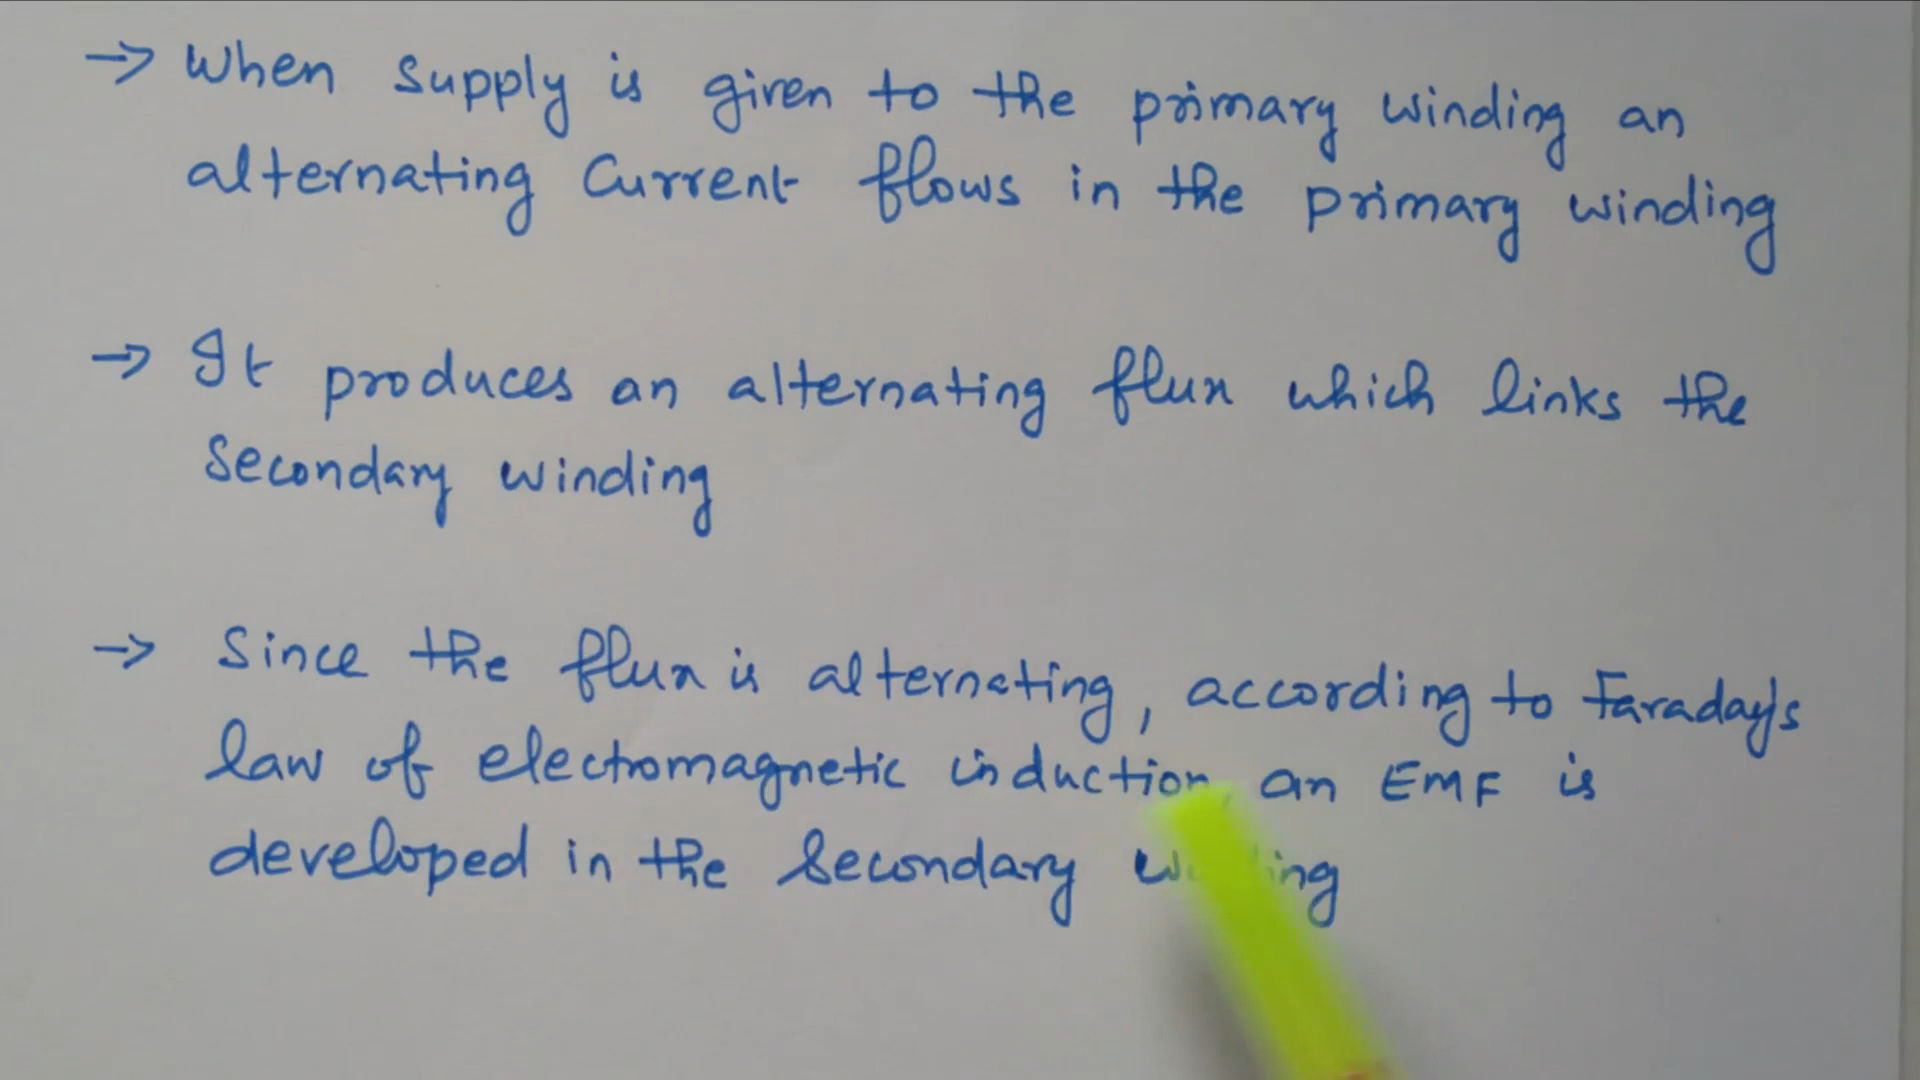 → When supply is given to the primary winding an
alternating current flows in the primary winding
→ It produces an alternating flux which links the
Secondary winding
→ Since the flux is alternating, according to Faraday's
law of electromagnetic induction, an EMF is
developed in the Secondary winding